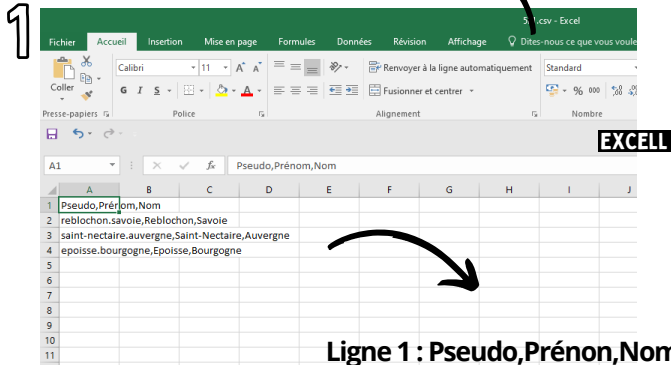 1
5.1.csv - Excel
Fichier Accueil Insertion Mise en page Formules Données Révision Affichage Dites-nous ce que vous voule
Coller
Calibri 11 A A
Renvoyer à la ligne automatiquement
Standard
G I S
Fusionner et centrer
% 000
Presse-papiers Police Alignement Nombre
EXCELL
A1 fx Pseudo,Prénom,Nom
A B C D E F G H I J
1 Pseudo,Prénom,Nom
2 reblochon.savoie,Reblochon,Savoie
3 saint-nectaire.auvergne,Saint-Nectaire,Auvergne
4 epoisse.bourgogne,Epoisse,Bourgogne
5
6
7
8
9
10
11
Ligne 1 : Pseudo,Prénon,Nom